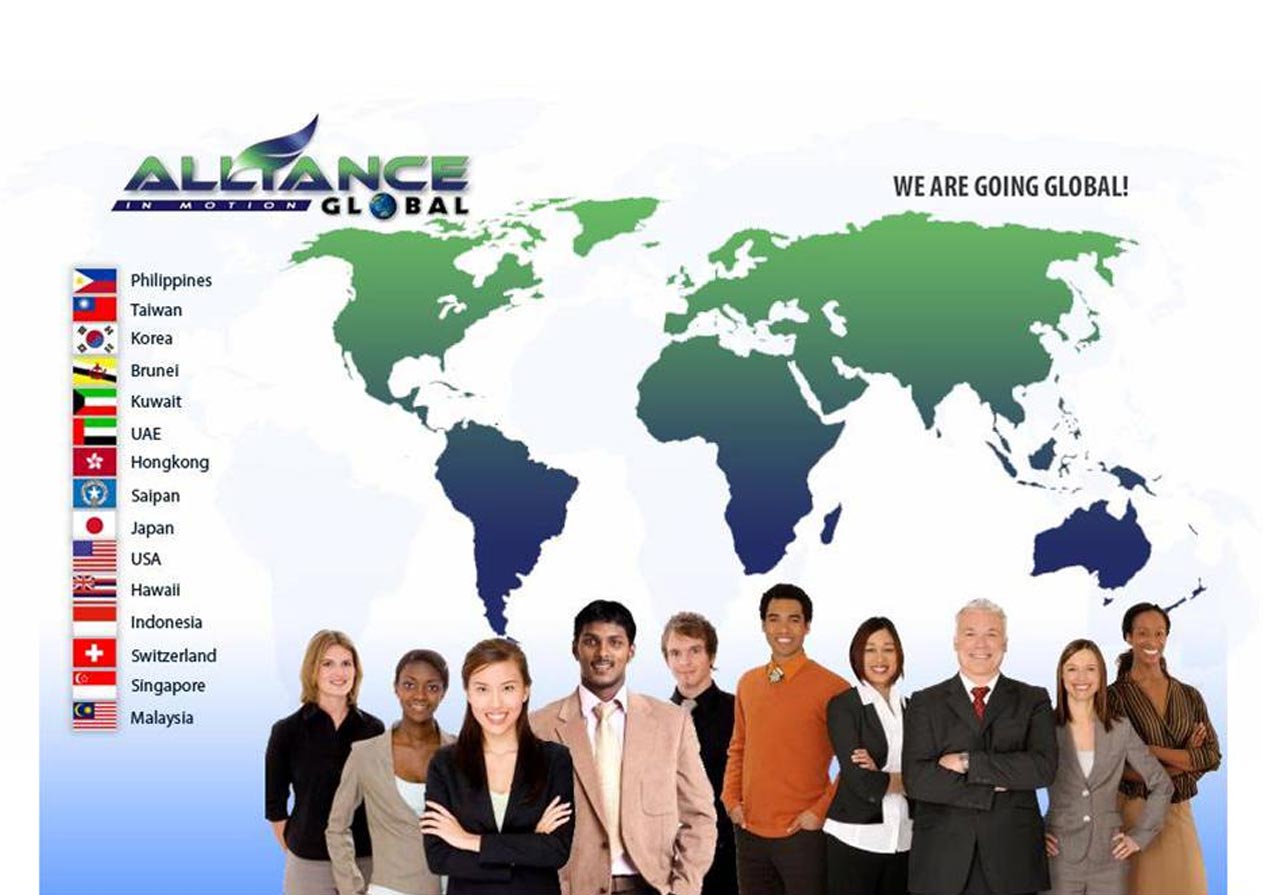 ALLIANCE
IN MOTION GLOBAL
WE ARE GOING GLOBAL!
Philippines
Taiwan
Korea
Brunei
Kuwait
UAE
Hongkong
Saipan
Japan
USA
Hawaii
Indonesia
Switzerland
Singapore
Malaysia